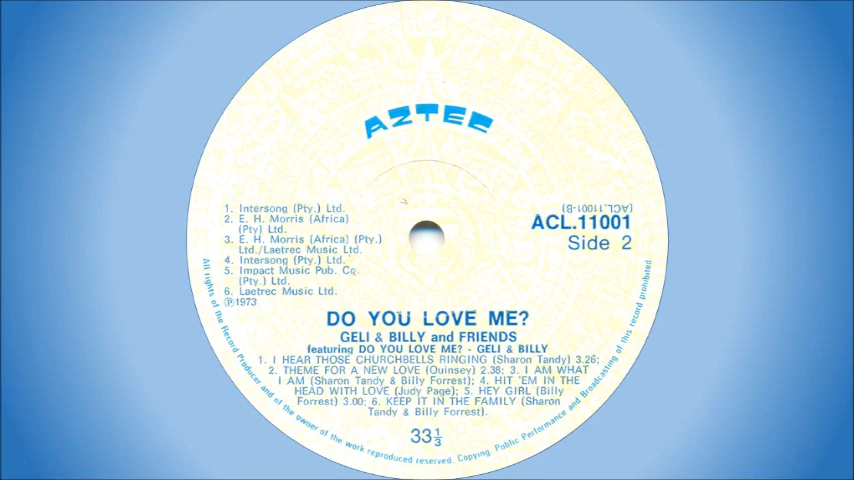 AZTEC
1. Intersong (Pty.) Ltd.
2. E. H. Morris (Africa)
(Pty) Ltd.
3. E. H. Morris (Africa) (Pty.)
Ltd./Laetrec Music Ltd.
4. Intersong (Pty.) Ltd.
5. Impact Music Pub. Co.
(Pty.) Ltd.
6. Laetrec Music Ltd.
Ⓟ1973
(ACL.11001-B)
ACL.11001
Side 2
DO YOU LOVE ME?
GELI & BILLY and FRIENDS
featuring DO YOU LOVE ME? - GELI & BILLY
1. I HEAR THOSE CHURCHBELLS RINGING (Sharon Tandy) 3.26;
2. THEME FOR A NEW LOVE (Quinsey) 2.38; 3. I AM WHAT
I AM (Sharon Tandy & Billy Forrest); 4. HIT 'EM IN THE
HEAD WITH LOVE (Judy Page); 5. HEY GIRL (Billy
Forrest) 3.00; 6. KEEP IT IN THE FAMILY (Sharon
Tandy & Billy Forrest).
33⅓
All rights of the Record Producer and of the owner of the work reproduced reserved. Copying, Public Performance and Broadcasting of this record prohibited